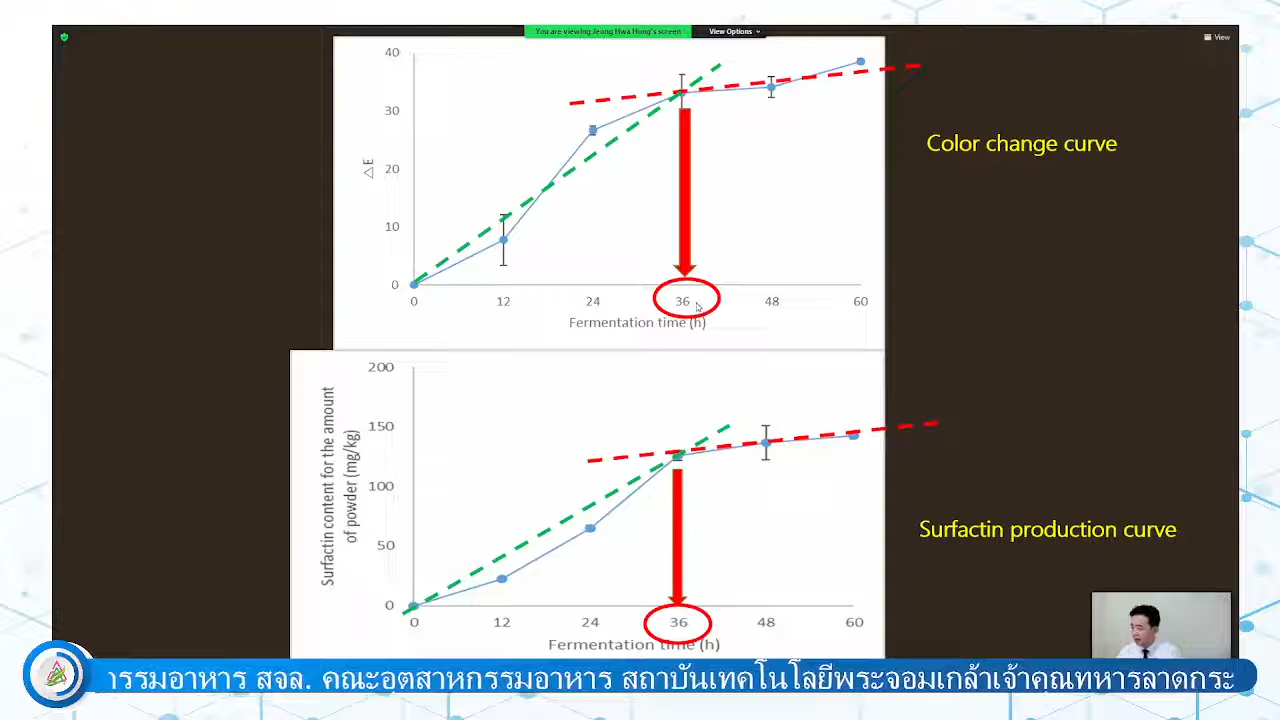 You are viewing Jeong Hwa Hong's screen View Options
View
40
30
20
10
0
△E
0 12 24 36 48 60
Fermentation time (h)
Color change curve
200
150
100
50
0
Surfactin content for the amount
of powder (mg/kg)
0 12 24 36 48 60
Fermentation time (h)
Surfactin production curve
ารรมอาหาร สจล. คณะอุตสาหกรรมอาหาร สถาบันเทคโนโลยีพระจอมเกล้าเจ้าคุณทหารลาดกระ